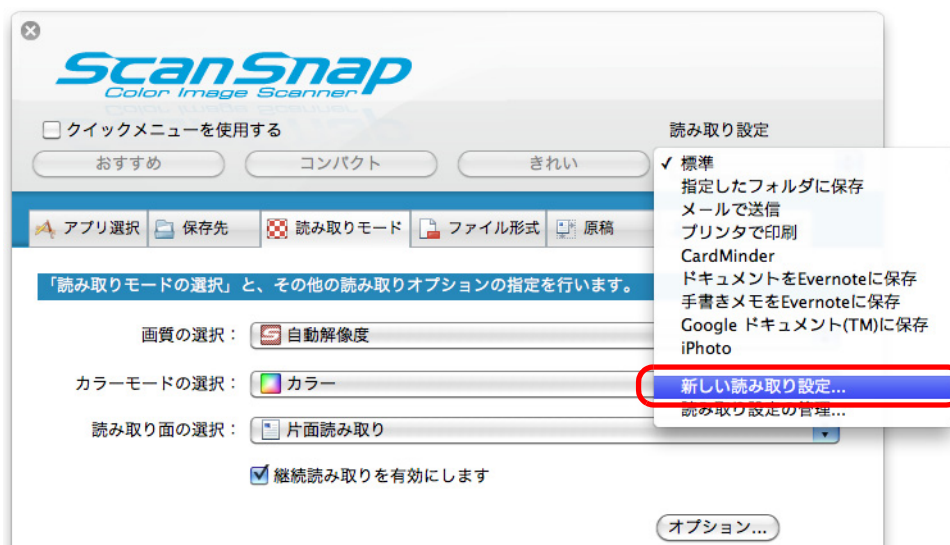 ScanSnap
Color Image Scanner
クイックメニューを使用する
読み取り設定
おすすめ
コンパクト
きれい
✓ 標準
指定したフォルダに保存
メールで送信
プリンタで印刷
CardMinder
ドキュメントをEvernoteに保存
手書きメモをEvernoteに保存
Google ドキュメント(TM)に保存
iPhoto
新しい読み取り設定...
読み取り設定の管理...
アプリ選択
保存先
読み取りモード
ファイル形式
原稿
「読み取りモードの選択」と、その他の読み取りオプションの指定を行います。
画質の選択：
自動解像度
カラーモードの選択：
カラー
読み取り面の選択：
片面読み取り
継続読み取りを有効にします
オプション...